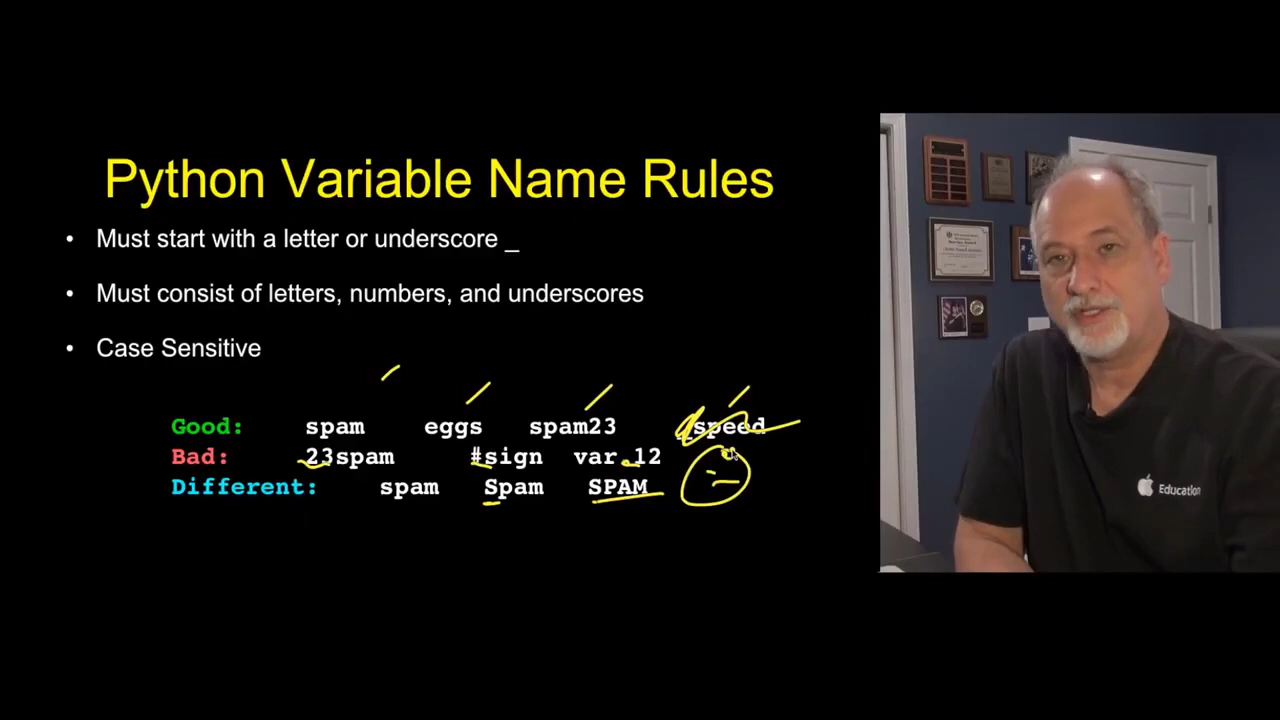 Python Variable Name Rules
• Must start with a letter or underscore _
• Must consist of letters, numbers, and underscores
• Case Sensitive
Good: spam eggs spam23 _speed
Bad: 23spam #sign var.12
Different: spam Spam SPAM
Education